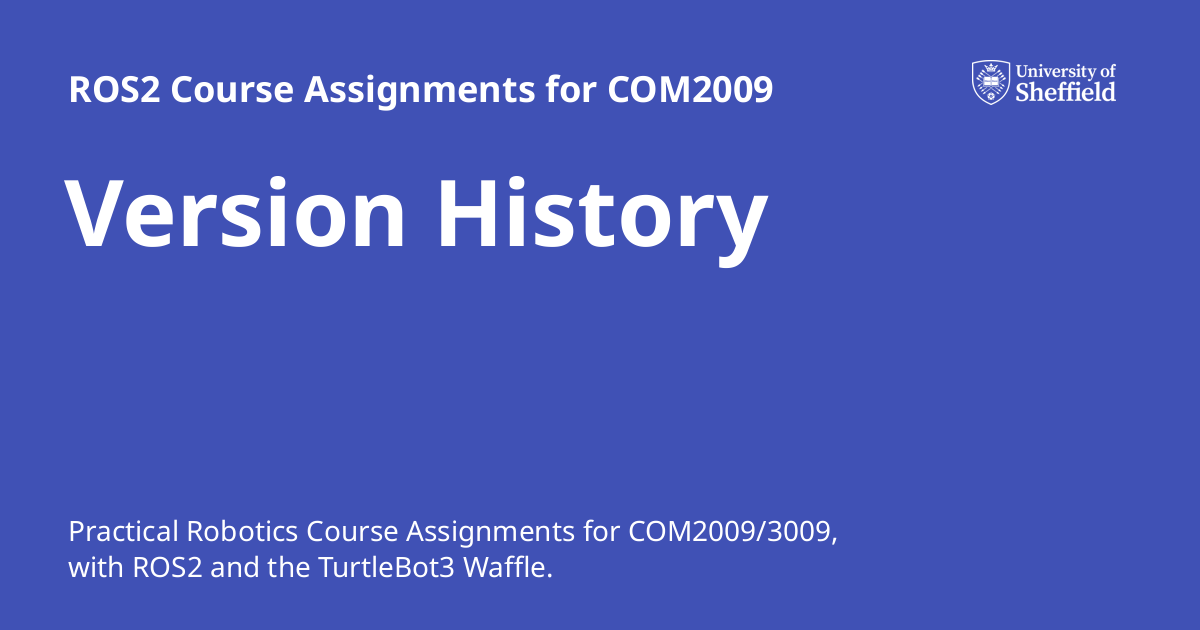 ROS2 Course Assignments for COM2009
University of
Sheffield
Version History
Practical Robotics Course Assignments for COM2009/3009,
with ROS2 and the TurtleBot3 Waffle.